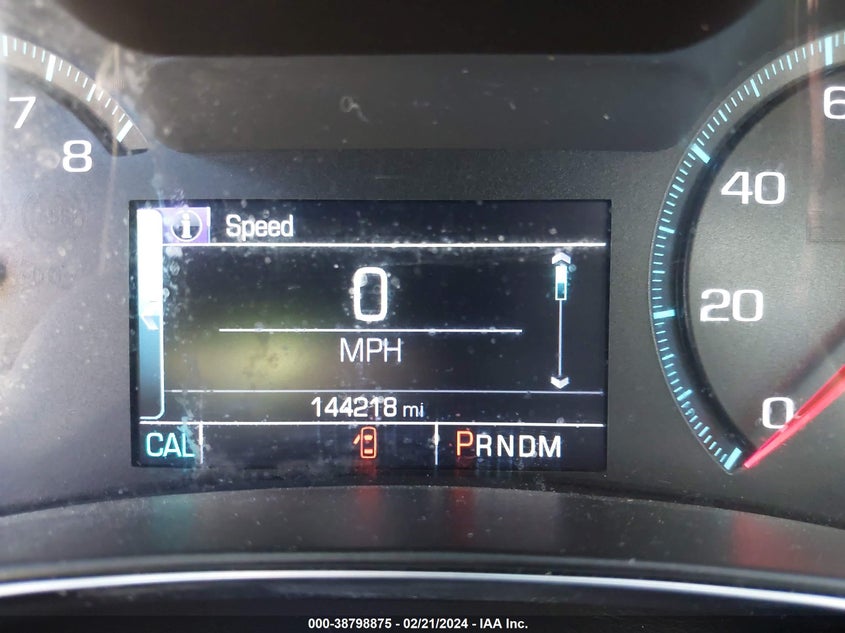 7
8
Speed
0
MPH
144218 mi
CAL
PRNDM
6
40
20
0
000-38798875 - 02/21/2024 - IAA Inc.